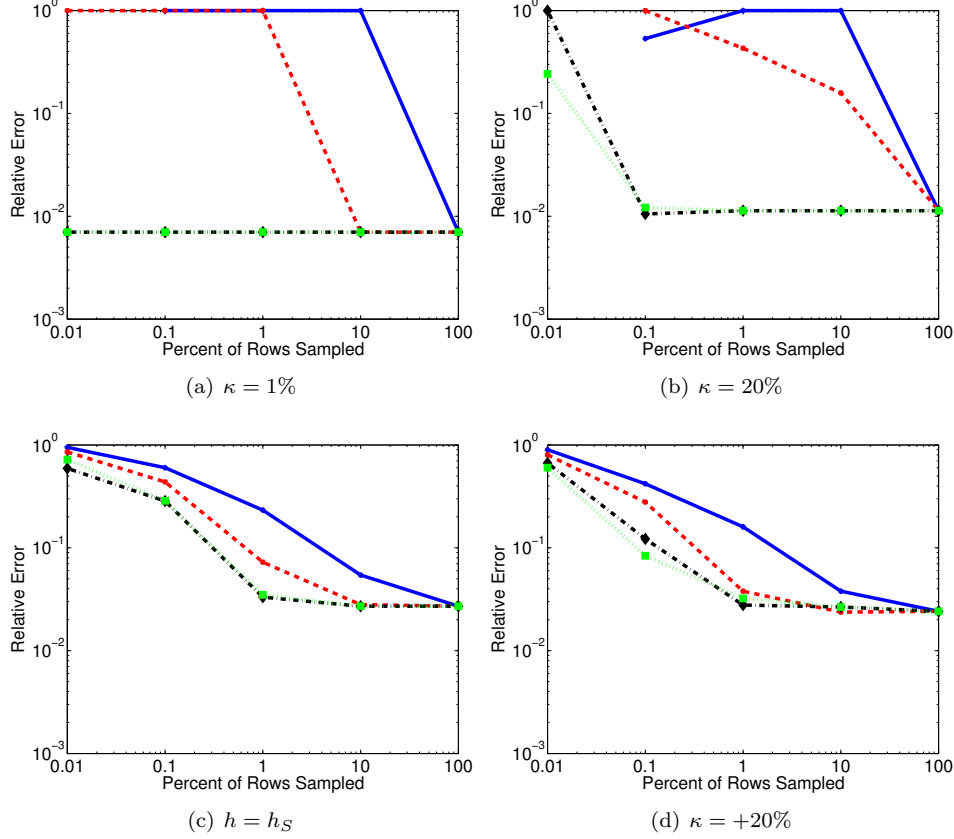 10^0
10^-1
10^-2
10^-3
Relative Error
0.01 0.1 1 10 100
Percent of Rows Sampled
(a) κ = 1%
10^0
10^-1
10^-2
10^-3
Relative Error
0.01 0.1 1 10 100
Percent of Rows Sampled
(b) κ = 20%
10^0
10^-1
10^-2
10^-3
Relative Error
0.01 0.1 1 10 100
Percent of Rows Sampled
(c) h = h_S
10^0
10^-1
10^-2
10^-3
Relative Error
0.01 0.1 1 10 100
Percent of Rows Sampled
(d) κ = +20%